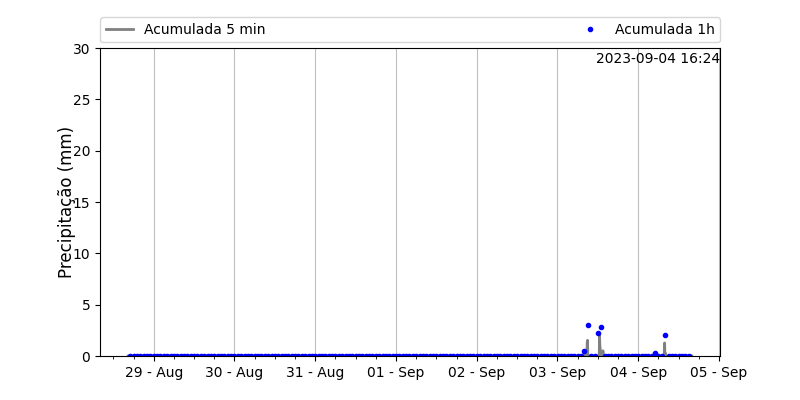 Acumulada 5 min
Acumulada 1h
2023-09-04 16:24
Precipitação (mm)
30
25
20
15
10
5
0
29 - Aug
30 - Aug
31 - Aug
01 - Sep
02 - Sep
03 - Sep
04 - Sep
05 - Sep